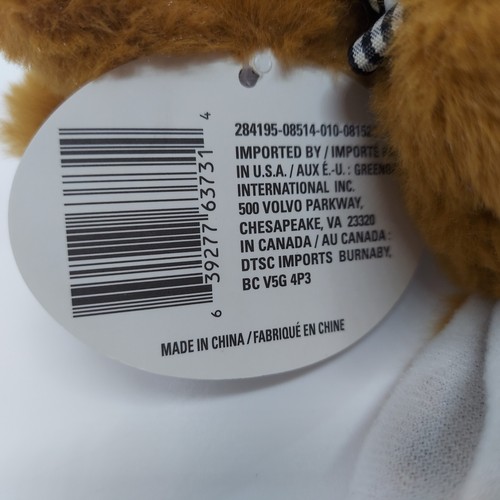 6 39277 63731 4
284195-08514-010-08152
IMPORTED BY / IMPORTÉ
IN U.S.A. / AUX É.-U. :
INTERNATIONAL INC.
500 VOLVO PARKWAY,
CHESAPEAKE, VA 23320
IN CANADA / AU CANADA :
DTSC IMPORTS BURNABY,
BC V5G 4P3
MADE IN CHINA / FABRIQUÉ EN CHINE